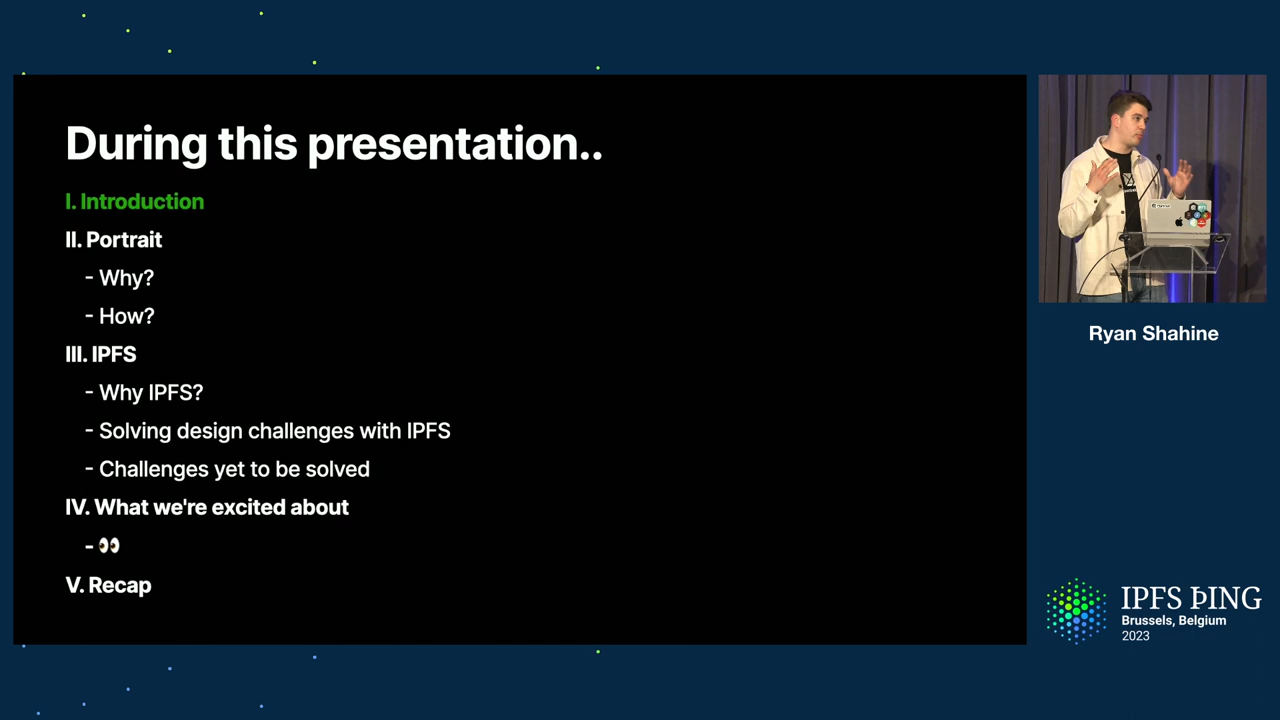 During this presentation..
I. Introduction
II. Portrait
- Why?
- How?
III. IPFS
- Why IPFS?
- Solving design challenges with IPFS
- Challenges yet to be solved
IV. What we're excited about
- 👀
V. Recap
Ryan Shahine
IPFS ÞING
Brussels, Belgium
2023